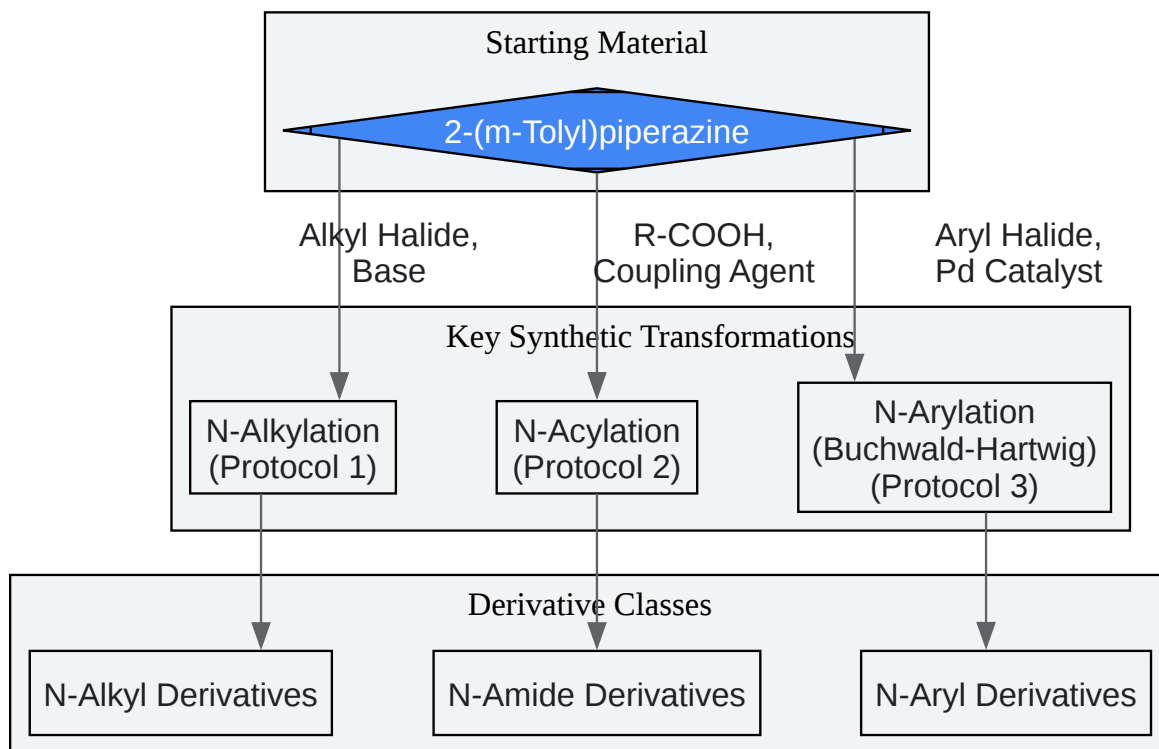 Starting Material
2-(m-Tolyl)piperazine
Alkyl Halide,
Base
R-COOH,
Coupling Agent
Aryl Halide,
Pd Catalyst
Key Synthetic Transformations
N-Alkylation
(Protocol 1)
N-Acylation
(Protocol 2)
N-Arylation
(Buchwald-Hartwig)
(Protocol 3)
Derivative Classes
N-Alkyl Derivatives
N-Amide Derivatives
N-Aryl Derivatives